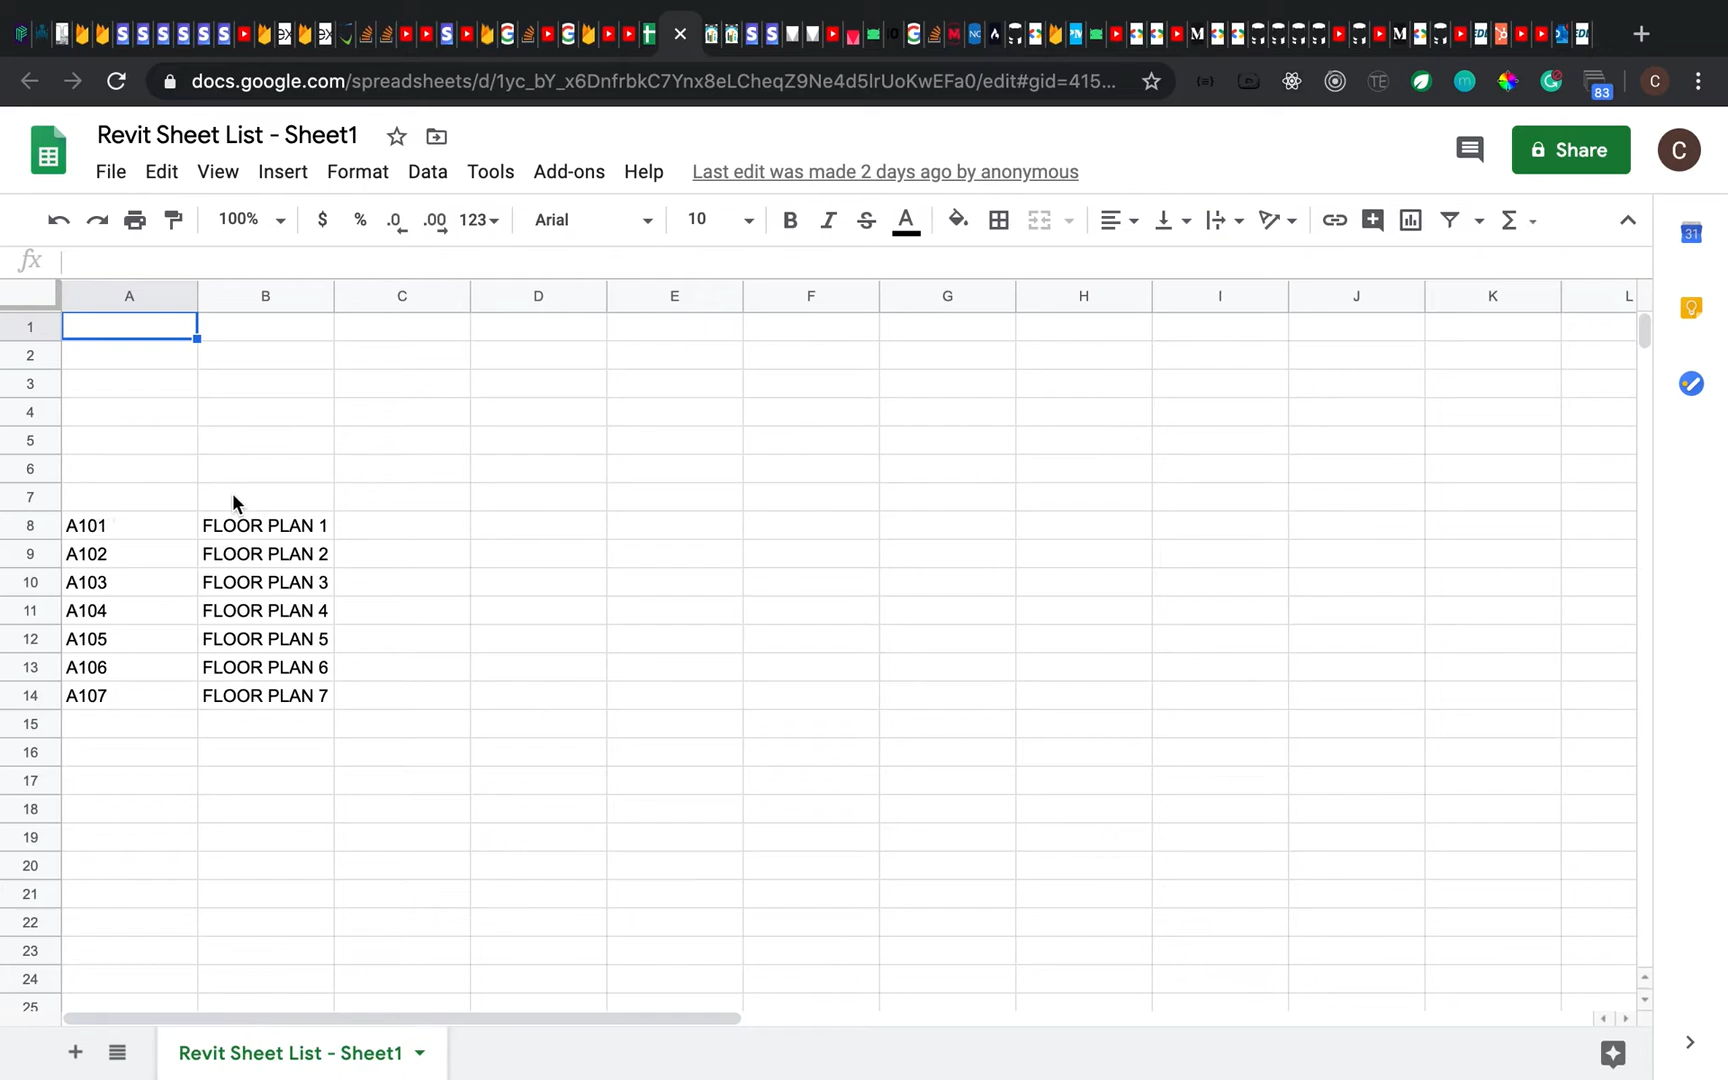 docs.google.com/spreadsheets/d/1yc_bY_x6DnfrbkC7Ynx8eLCheqZ9Ne4d5lrUoKwEFa0/edit#gid=415...
83
C
Revit Sheet List - Sheet1
Share
C
File Edit View Insert Format Data Tools Add-ons Help Last edit was made 2 days ago by anonymous
100% $ % .0 .00 123 Arial 10 B I S A Σ
31
fx
A B C D E F G H I J K L
1
2
3
4
5
6
7
8 A101 FLOOR PLAN 1
9 A102 FLOOR PLAN 2
10 A103 FLOOR PLAN 3
11 A104 FLOOR PLAN 4
12 A105 FLOOR PLAN 5
13 A106 FLOOR PLAN 6
14 A107 FLOOR PLAN 7
15
16
17
18
19
20
21
22
23
24
25
Revit Sheet List - Sheet1